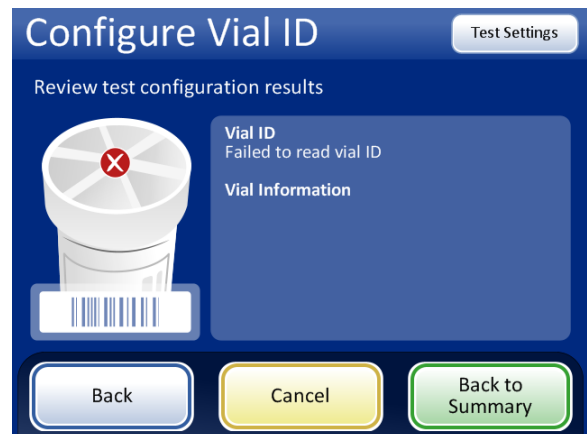 Configure Vial ID
Test Settings
Review test configuration results
Vial ID
Failed to read vial ID
Vial Information
Back
Cancel
Back to
Summary